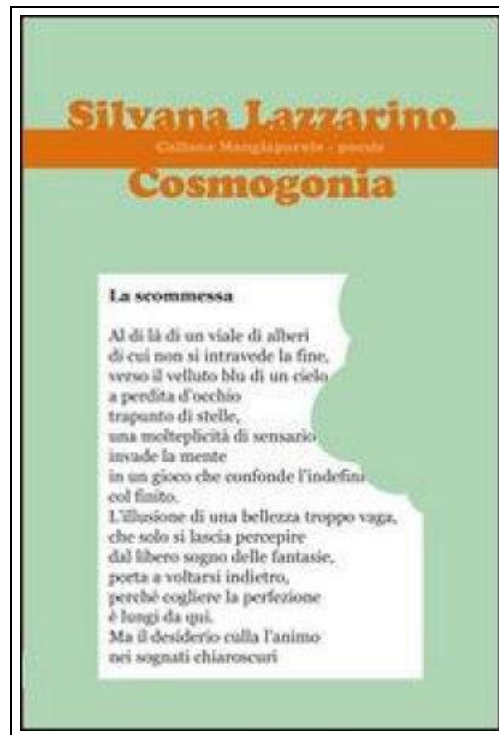 Silvana Lazzarino
Collana Mangiaparole - poesie
Cosmogonia
La scommessa
Al di là di un viale di alberi
di cui non si intravede la fine,
verso il velluto blu di un cielo
a perdita d'occhio
trapunto di stelle,
una molteplicità di sensazio
invade la mente
in un gioco che confonde l'indefini
col finito.
L'illusione di una bellezza troppo vaga,
che solo si lascia percepire
dal libero sogno delle fantasie,
porta a voltarsi indietro,
perchè cogliere la perfezione
è lungi da qui.
Ma il desiderio culla l'animo
nei sognati chiaroscuri